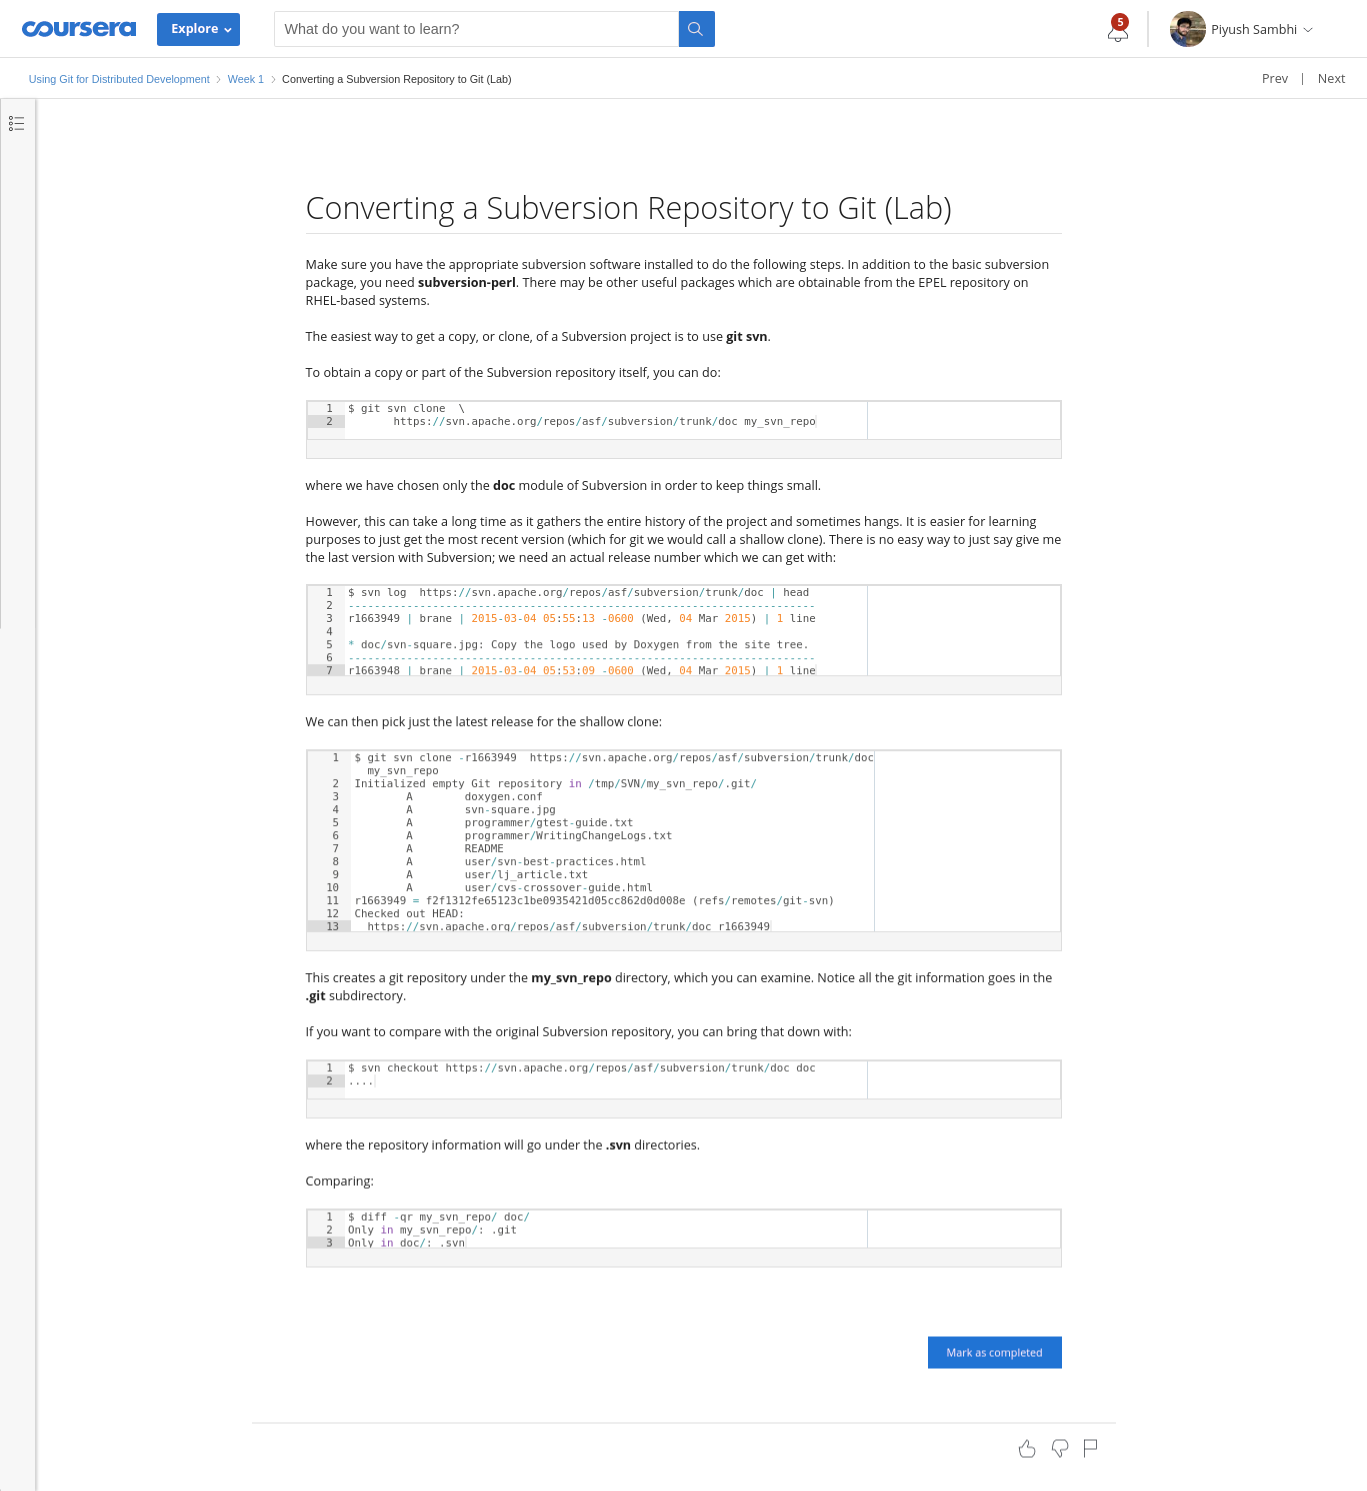 coursera
Explore
What do you want to learn?
5
Piyush Sambhi
Using Git for Distributed Development > Week 1 > Converting a Subversion Repository to Git (Lab)
Prev | Next
Converting a Subversion Repository to Git (Lab)
Make sure you have the appropriate subversion software installed to do the following steps. In addition to the basic subversion
package, you need subversion-perl. There may be other useful packages which are obtainable from the EPEL repository on
RHEL-based systems.
The easiest way to get a copy, or clone, of a Subversion project is to use git svn.
To obtain a copy or part of the Subversion repository itself, you can do:
1 $ git svn clone  \
2        https://svn.apache.org/repos/asf/subversion/trunk/doc my_svn_repo
where we have chosen only the doc module of Subversion in order to keep things small.
However, this can take a long time as it gathers the entire history of the project and sometimes hangs. It is easier for learning
purposes to just get the most recent version (which for git we would call a shallow clone). There is no easy way to just say give me
the last version with Subversion; we need an actual release number which we can get with:
1 $ svn log  https://svn.apache.org/repos/asf/subversion/trunk/doc | head
2 ------------------------------------------------------------------------
3 r1663949 | brane | 2015-03-04 05:55:13 -0600 (Wed, 04 Mar 2015) | 1 line
4
5 * doc/svn-square.jpg: Copy the logo used by Doxygen from the site tree.
6 ------------------------------------------------------------------------
7 r1663948 | brane | 2015-03-04 05:53:09 -0600 (Wed, 04 Mar 2015) | 1 line
We can then pick just the latest release for the shallow clone:
1 $ git svn clone -r1663949  https://svn.apache.org/repos/asf/subversion/trunk/doc
my_svn_repo
2 Initialized empty Git repository in /tmp/SVN/my_svn_repo/.git/
3         A        doxygen.conf
4         A        svn-square.jpg
5         A        programmer/gtest-guide.txt
6         A        programmer/WritingChangeLogs.txt
7         A        README
8         A        user/svn-best-practices.html
9         A        user/lj_article.txt
10         A        user/cvs-crossover-guide.html
11 r1663949 = f2f1312fe65123c1be0935421d05cc862d0d008e (refs/remotes/git-svn)
12 Checked out HEAD:
13   https://svn.apache.org/repos/asf/subversion/trunk/doc r1663949
This creates a git repository under the my_svn_repo directory, which you can examine. Notice all the git information goes in the
.git subdirectory.
If you want to compare with the original Subversion repository, you can bring that down with:
1 $ svn checkout https://svn.apache.org/repos/asf/subversion/trunk/doc doc
2 ....
where the repository information will go under the .svn directories.
Comparing:
1 $ diff -qr my_svn_repo/ doc/
2 Only in my_svn_repo/: .git
3 Only in doc/: .svn
Mark as completed